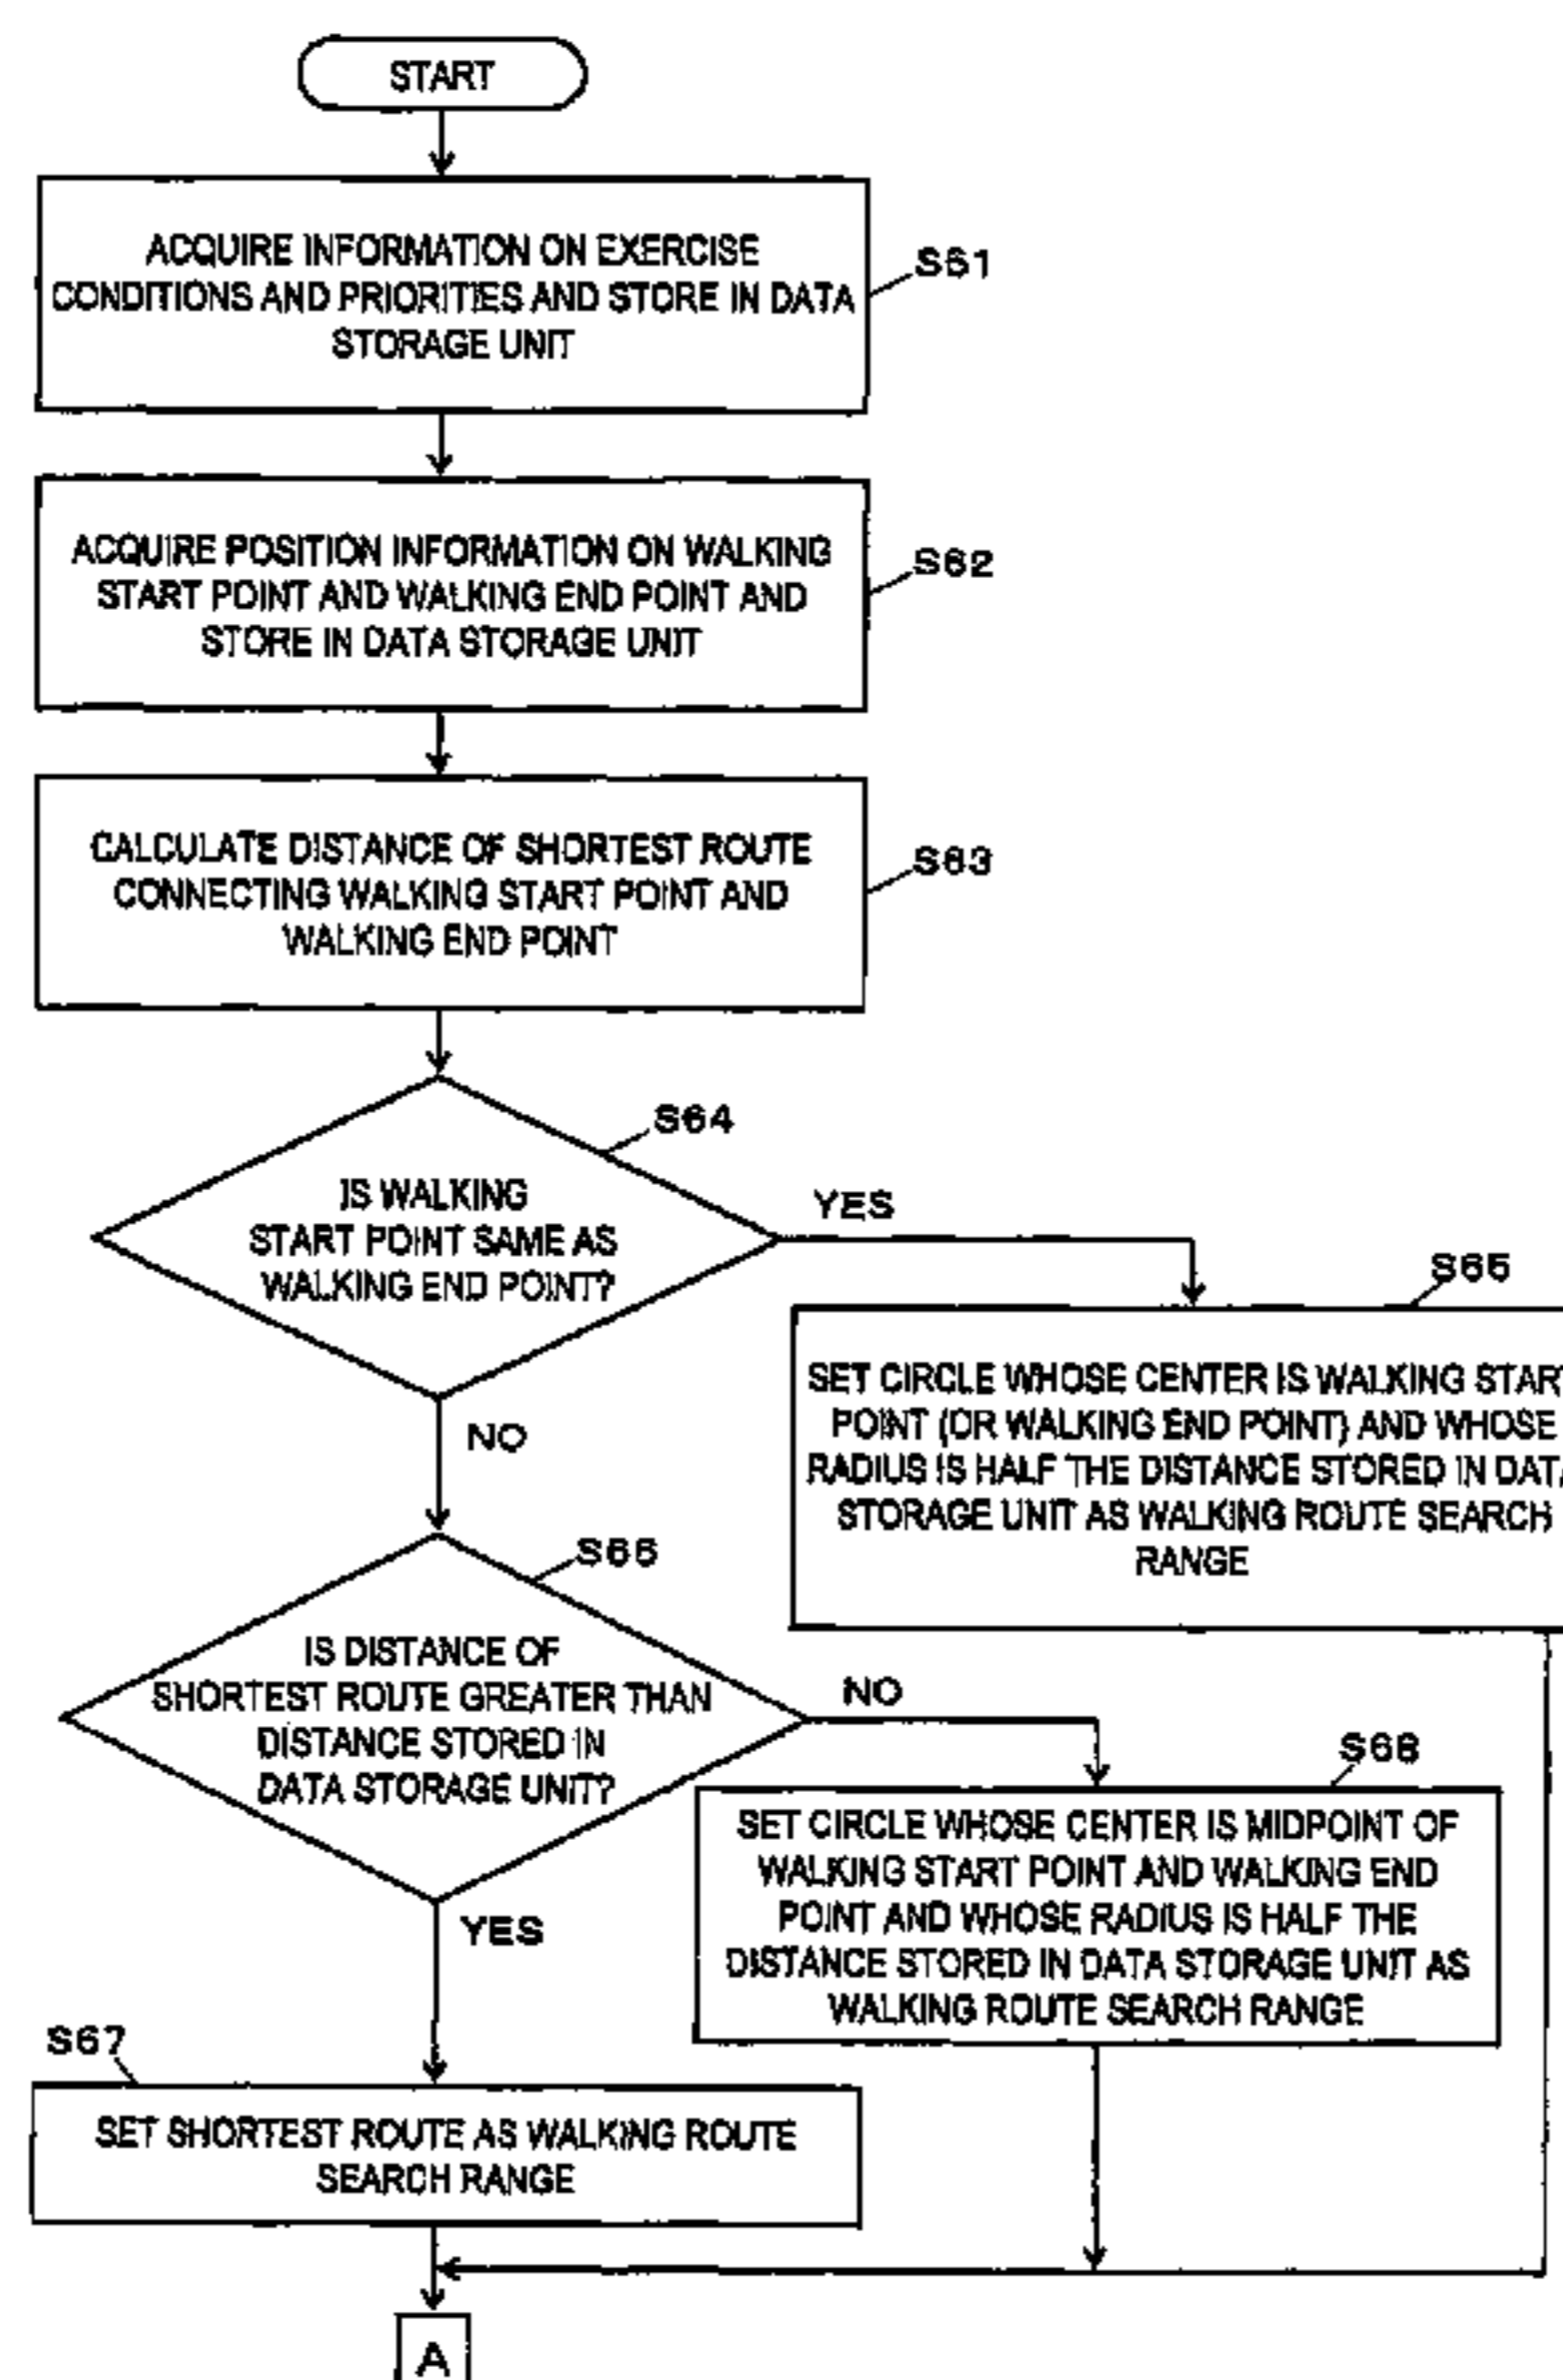 START
ACQUIRE INFORMATION ON EXERCISE
CONDITIONS AND PRIORITIES AND STORE IN DATA
STORAGE UNIT
S61
ACQUIRE POSITION INFORMATION ON WALKING
START POINT AND WALKING END POINT AND
STORE IN DATA STORAGE UNIT
S62
CALCULATE DISTANCE OF SHORTEST ROUTE
CONNECTING WALKING START POINT AND
WALKING END POINT
S63
S64
IS WALKING
START POINT SAME AS
WALKING END POINT?
YES
NO
S65
SET CIRCLE WHOSE CENTER IS WALKING START
POINT (OR WALKING END POINT) AND WHOSE
RADIUS IS HALF THE DISTANCE STORED IN DATA
STORAGE UNIT AS WALKING ROUTE SEARCH
RANGE
S66
IS DISTANCE OF
SHORTEST ROUTE GREATER THAN
DISTANCE STORED IN
DATA STORAGE UNIT?
NO
YES
S68
SET CIRCLE WHOSE CENTER IS MIDPOINT OF
WALKING START POINT AND WALKING END
POINT AND WHOSE RADIUS IS HALF THE
DISTANCE STORED IN DATA STORAGE UNIT AS
WALKING ROUTE SEARCH RANGE
S67
SET SHORTEST ROUTE AS WALKING ROUTE
SEARCH RANGE
A